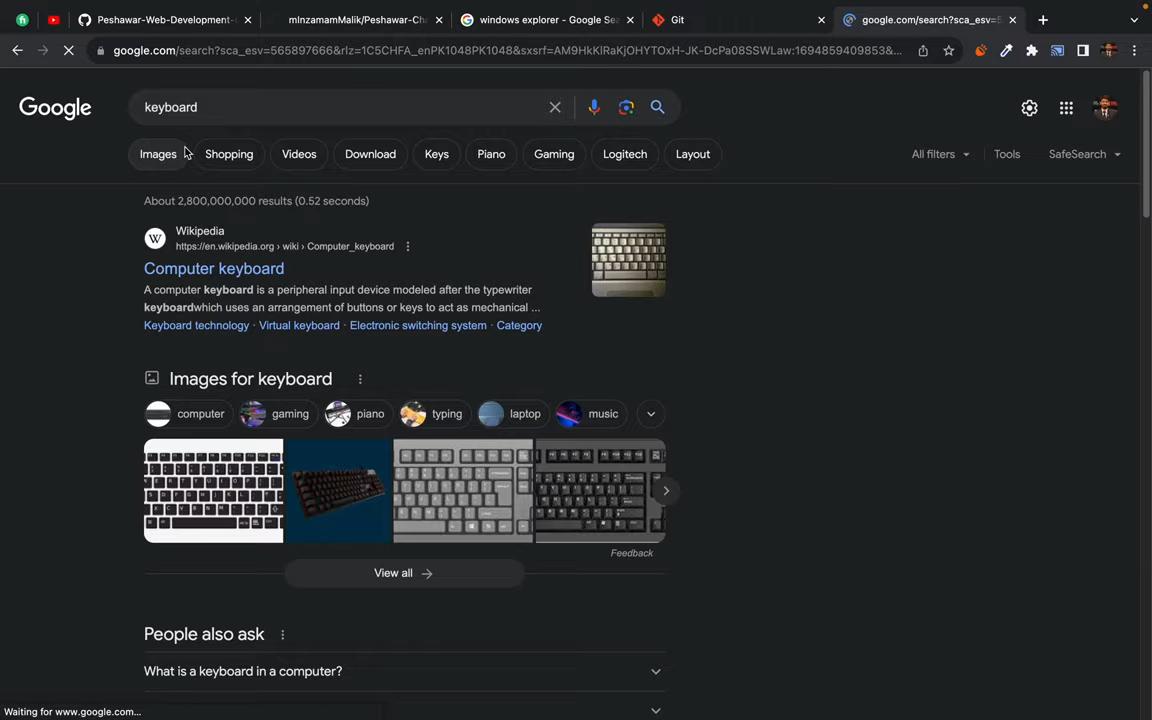 Peshawar-Web-Development-
mInzamamMalik/Peshawar-Ch
windows explorer - Google Sea
Git
google.com/search?sca_esv=5
google.com/search?sca_esv=565897666&rlz=1C5CHFA_enPK1048PK1048&sxsrf=AM9HkKlRaKjOHYTOxH-JK-DcPa08SSWLaw:1694859409853&...
Google
keyboard
Images
Shopping
Videos
Download
Keys
Piano
Gaming
Logitech
Layout
All filters
Tools
SafeSearch
About 2,800,000,000 results (0.52 seconds)
W
Wikipedia
https://en.wikipedia.org › wiki › Computer_keyboard
Computer keyboard
A computer keyboard is a peripheral input device modeled after the typewriter
keyboardwhich uses an arrangement of buttons or keys to act as mechanical ...
Keyboard technology · Virtual keyboard · Electronic switching system · Category
Images for keyboard
computer
gaming
piano
typing
laptop
music
Feedback
View all
People also ask
What is a keyboard in a computer?
Waiting for www.google.com...